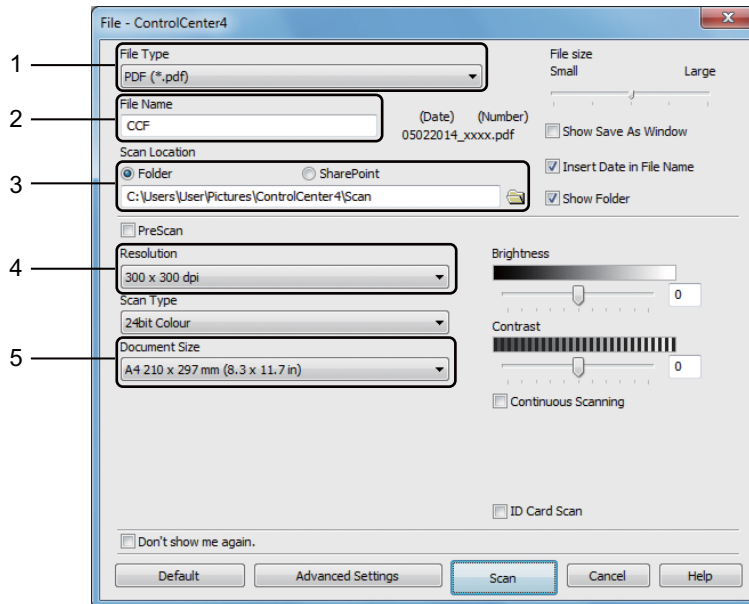 File - ControlCenter4
x
1
File Type
PDF (*.pdf)
File size
Small Large
2
File Name
CCF
(Date) (Number)
05022014_xxxx.pdf
Show Save As Window
Scan Location
Insert Date in File Name
3
Folder SharePoint
C:\Users\User\Pictures\ControlCenter4\Scan
Show Folder
PreScan
4
Resolution
300 x 300 dpi
Brightness
0
Scan Type
24bit Colour
Contrast
0
5
Document Size
A4 210 x 297 mm (8.3 x 11.7 in)
Continuous Scanning
ID Card Scan
Don't show me again.
Default Advanced Settings Scan Cancel Help